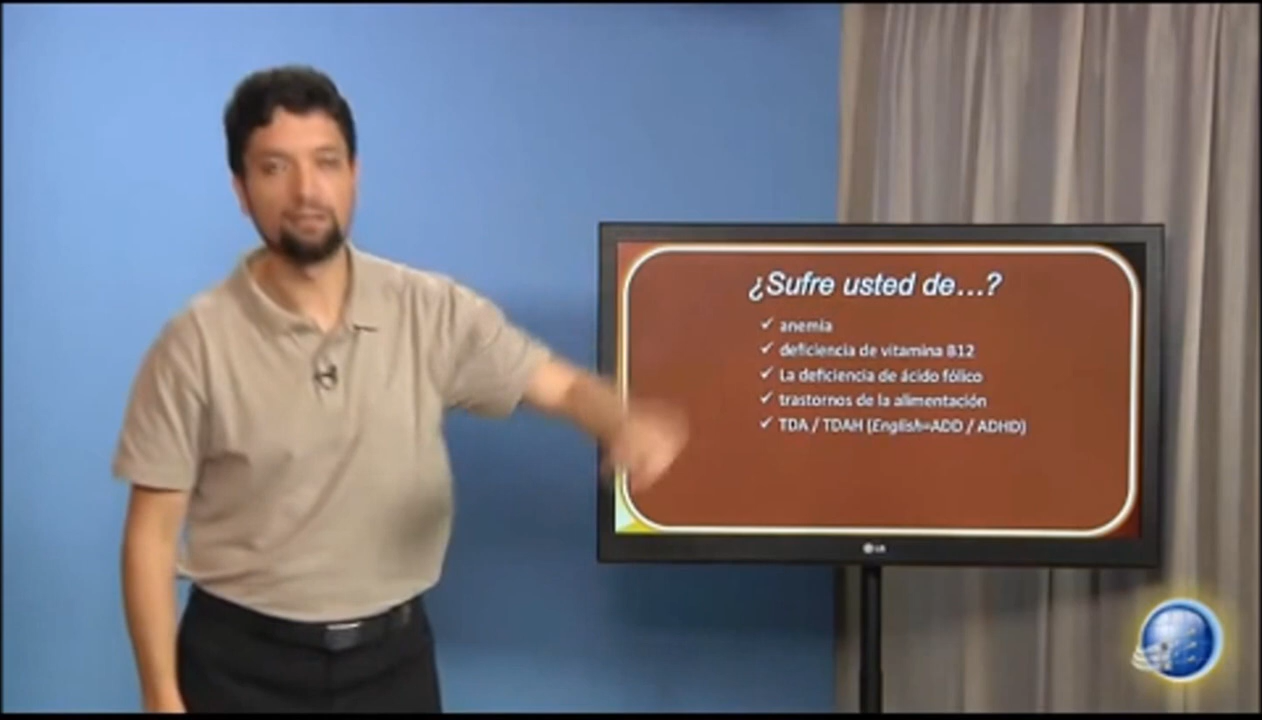 ¿Sufre usted de...?
✓ anemia
✓ deficiencia de vitamina B12
✓ La deficiencia de ácido fólico
✓ trastornos de la alimentación
✓ TDA / TDAH (English=ADD / ADHD)
LG